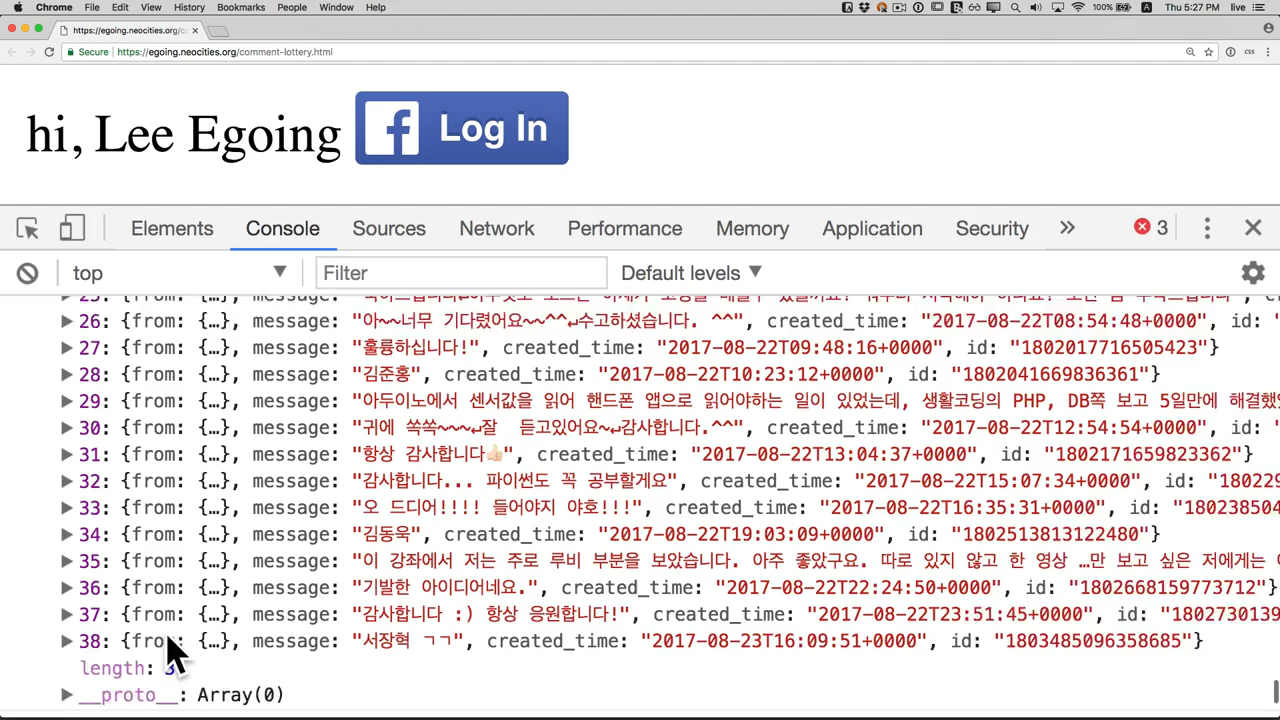 Chrome File Edit View History Bookmarks People Window Help 100% Thu 5:27 PM live
https://egoing.neocities.org/co
Secure https://egoing.neocities.org/comment-lottery.html css
hi, Lee Egoing Log In
Elements Console Sources Network Performance Memory Application Security » 3
top Filter Default levels
26: {from: {…}, message: "아~~너무 기다렸어요~~^^↵수고하셨습니다. ^^", created_time: "2017-08-22T08:54:48+0000", id: "
27: {from: {…}, message: "훌륭하십니다!", created_time: "2017-08-22T09:48:16+0000", id: "1802017716505423"}
28: {from: {…}, message: "김준홍", created_time: "2017-08-22T10:23:12+0000", id: "1802041669836361"}
29: {from: {…}, message: "아두이노에서 센서값을 읽어 핸드폰 앱으로 읽어야하는 일이 있었는데, 생활코딩의 PHP, DB쪽 보고 5일만에 해결했
30: {from: {…}, message: "귀에 쏙쏙~~~↵잘 듣고있어요~↵감사합니다.^^", created_time: "2017-08-22T12:54:54+0000", id: "
31: {from: {…}, message: "항상 감사합니다👍🏻", created_time: "2017-08-22T13:04:37+0000", id: "1802171659823362"}
32: {from: {…}, message: "감사합니다... 파이썬도 꼭 공부할게요", created_time: "2017-08-22T15:07:34+0000", id: "180229
33: {from: {…}, message: "오 드디어!!!! 들어야지 야호!!!", created_time: "2017-08-22T16:35:31+0000", id: "180238504
34: {from: {…}, message: "김동욱", created_time: "2017-08-22T19:03:09+0000", id: "1802513813122480"}
35: {from: {…}, message: "이 강좌에서 저는 주로 루비 부분을 보았습니다. 아주 좋았구요. 따로 있지 않고 한 영상 …만 보고 싶은 저에게는
36: {from: {…}, message: "기발한 아이디어네요.", created_time: "2017-08-22T22:24:50+0000", id: "1802668159773712"}
37: {from: {…}, message: "감사합니다 :) 항상 응원합니다!", created_time: "2017-08-22T23:51:45+0000", id: "180273013
38: {from: {…}, message: "서장혁 ㄱㄱ", created_time: "2017-08-23T16:09:51+0000", id: "1803485096358685"}
length:
__proto__: Array(0)